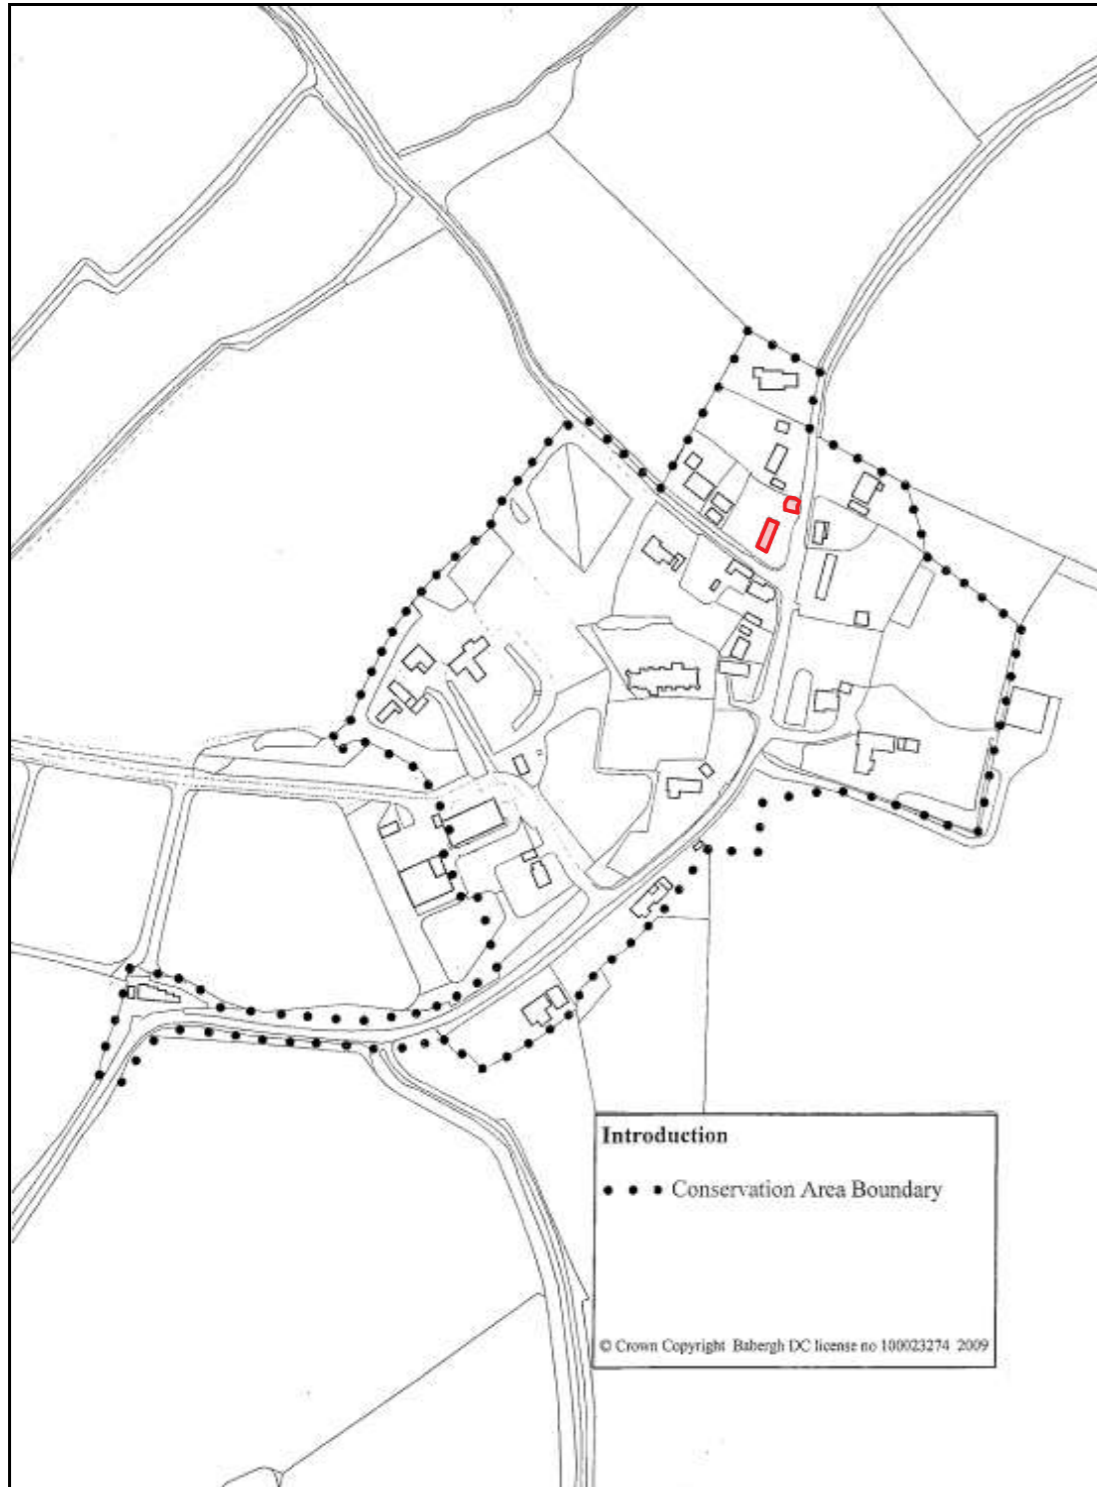 Introduction
• • • Conservation Area Boundary
© Crown Copyright Babergh DC license no 100023274 2009